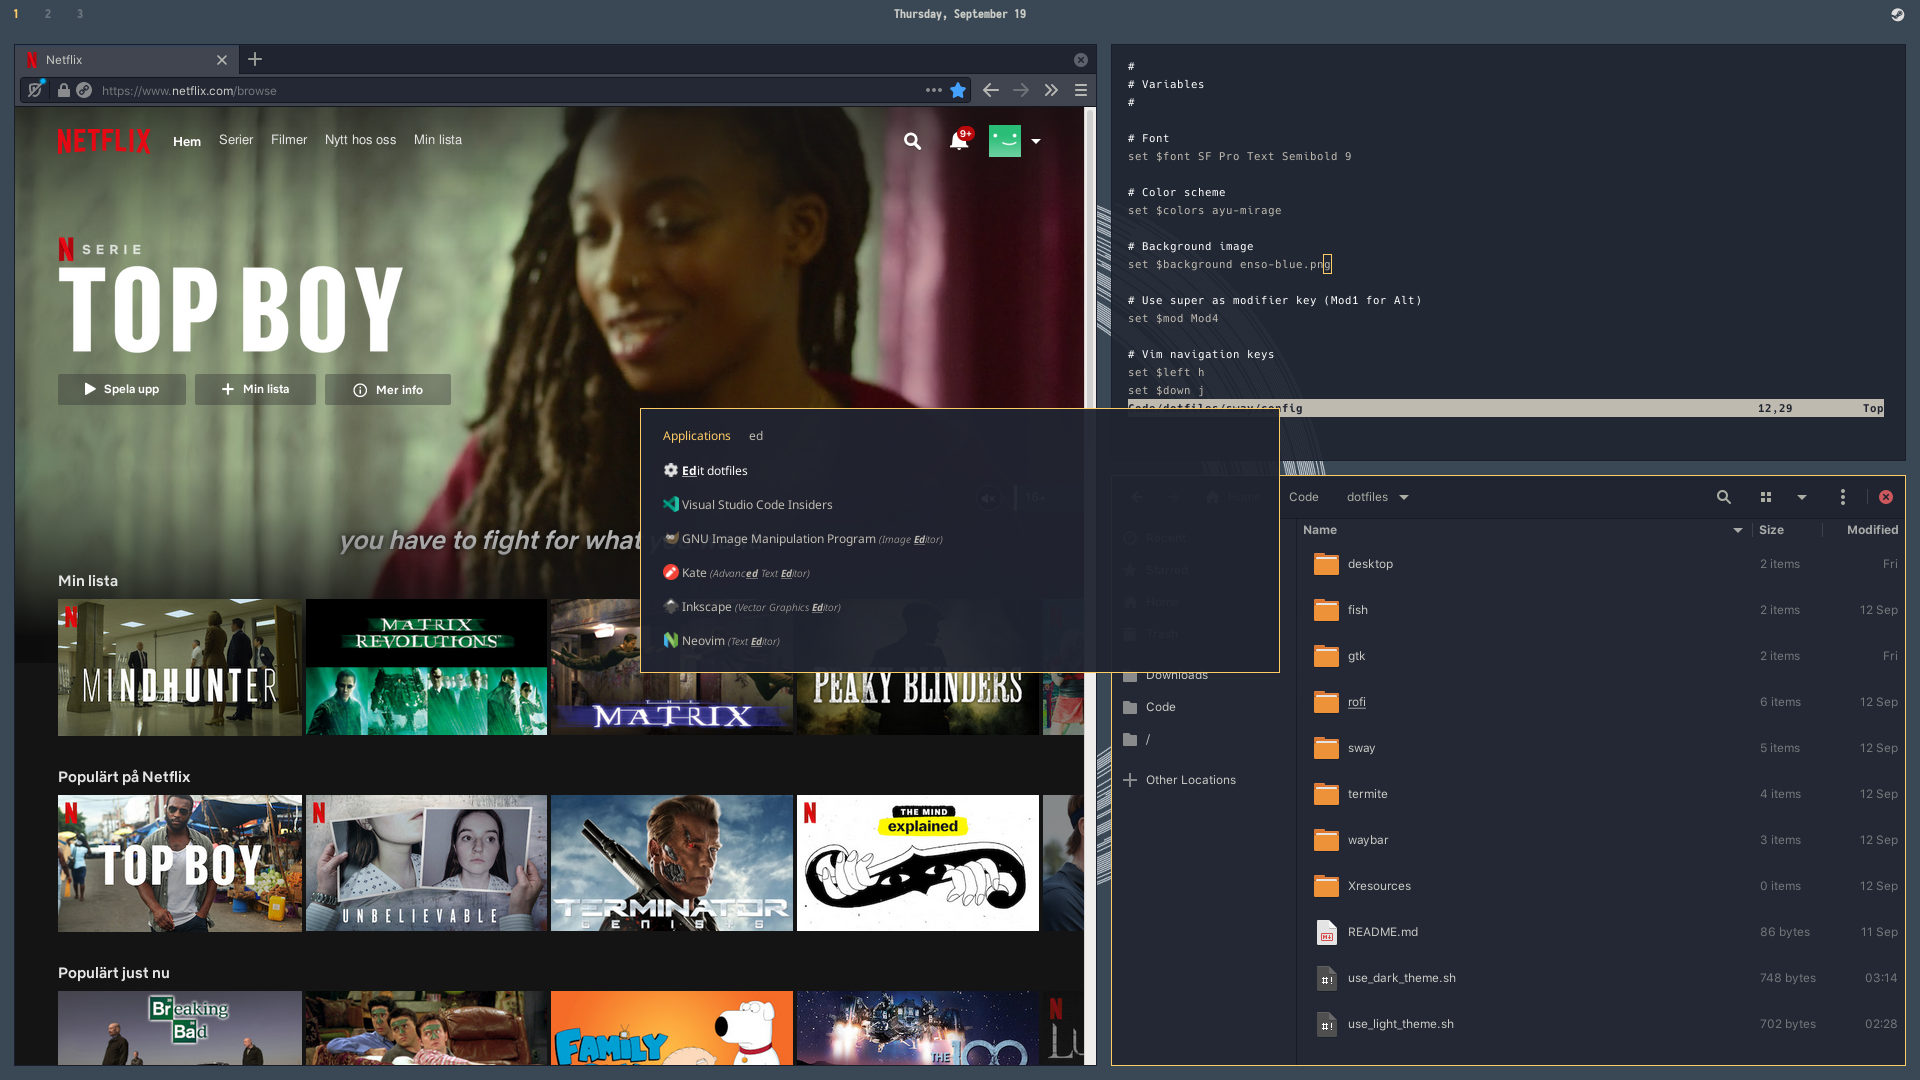 1 2 3
Thursday, September 19
Netflix
https://www.netflix.com/browse
NETFLIX
Hem Serier Filmer Nytt hos oss Min lista
9+
N SERIE
TOP BOY
Spela upp
Min lista
Mer info
you have to fight for what
Min lista
N
MINDHUNTER
MATRIX
REVOLUTIONS
MATRIX
PEAKY BLINDERS
Populärt på Netflix
N
TOP BOY
N
UNBELIEVABLE
TERMINATOR
GENISYS
N
THE MIND
explained
Populärt just nu
Breaking
Bad
FAMILY
THE 100
N
Applications ed
Edit dotfiles
Visual Studio Code Insiders
GNU Image Manipulation Program (Image Editor)
Kate (Advanced Text Editor)
Inkscape (Vector Graphics Editor)
Neovim (Text Editor)
#
# Variables
#
# Font
set $font SF Pro Text Semibold 9
# Color scheme
set $colors ayu-mirage
# Background image
set $background enso-blue.png
# Use super as modifier key (Mod1 for Alt)
set $mod Mod4
# Vim navigation keys
set $left h
set $down j
Code/dotfiles/sway/config 12,29 Top
Home Code dotfiles
Recent
Starred
Home
Trash
Downloads
Code
/
Other Locations
Name Size Modified
desktop 2 items Fri
fish 2 items 12 Sep
gtk 2 items Fri
rofi 6 items 12 Sep
sway 5 items 12 Sep
termite 4 items 12 Sep
waybar 3 items 12 Sep
Xresources 0 items 12 Sep
README.md 86 bytes 11 Sep
use_dark_theme.sh 748 bytes 03:14
use_light_theme.sh 702 bytes 02:28